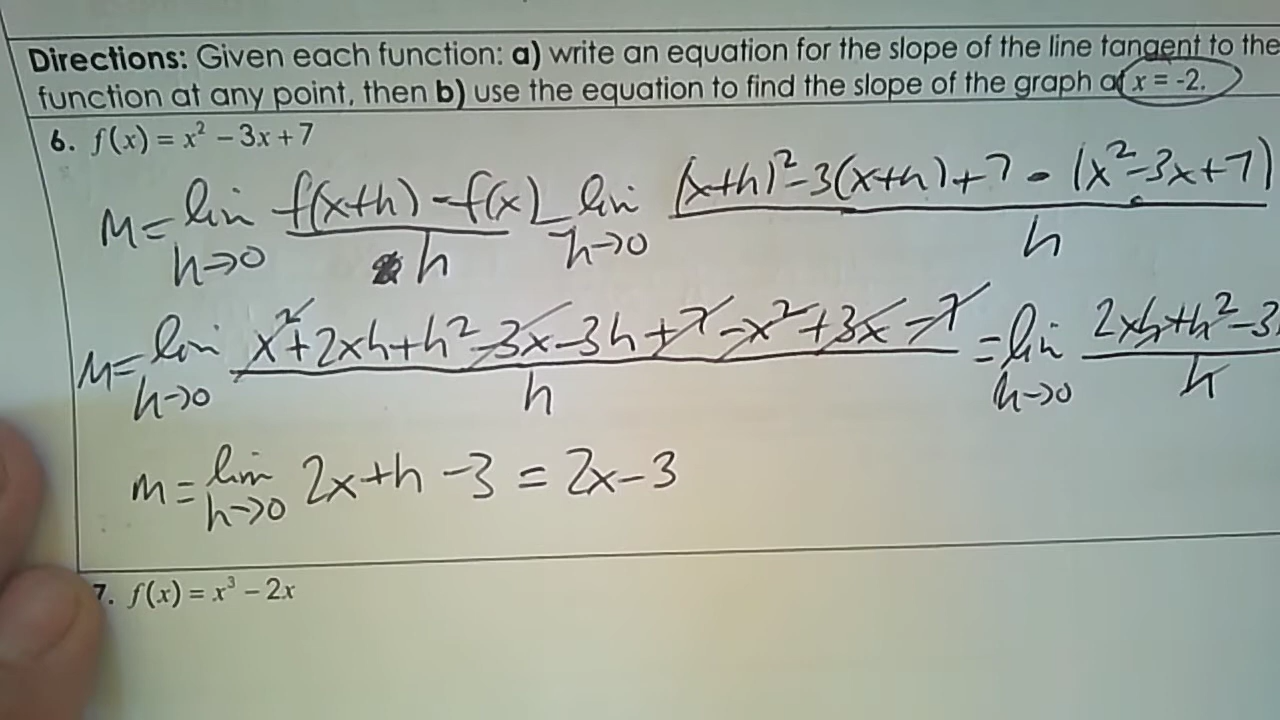 Directions: Given each function: a) write an equation for the slope of the line tangent to the
function at any point, then b) use the equation to find the slope of the graph at x = -2.
6. f(x) = x² - 3x + 7
M = lim h→0 f(x+h) - f(x) / h = lim h→0 (x+h)² - 3(x+h) + 7 - (x² - 3x + 7) / h
M = lim h→0 x² + 2xh + h² - 3x - 3h + 7 - x² + 3x - 7 / h = lim h→0 2xh + h² - 3 / h
m = lim h→0 2x + h - 3 = 2x - 3
7. f(x) = x³ - 2x